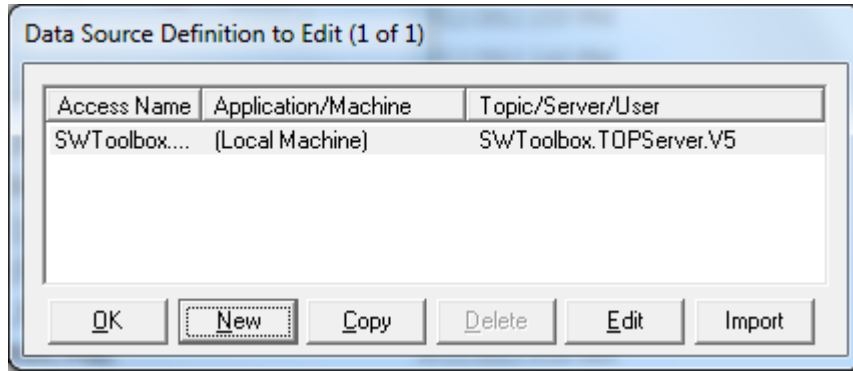 Data Source Definition to Edit (1 of 1)
Access Name Application/Machine Topic/Server/User
SWToolbox.... (Local Machine) SWToolbox.TOPServer.V5
OK New Copy Delete Edit Import